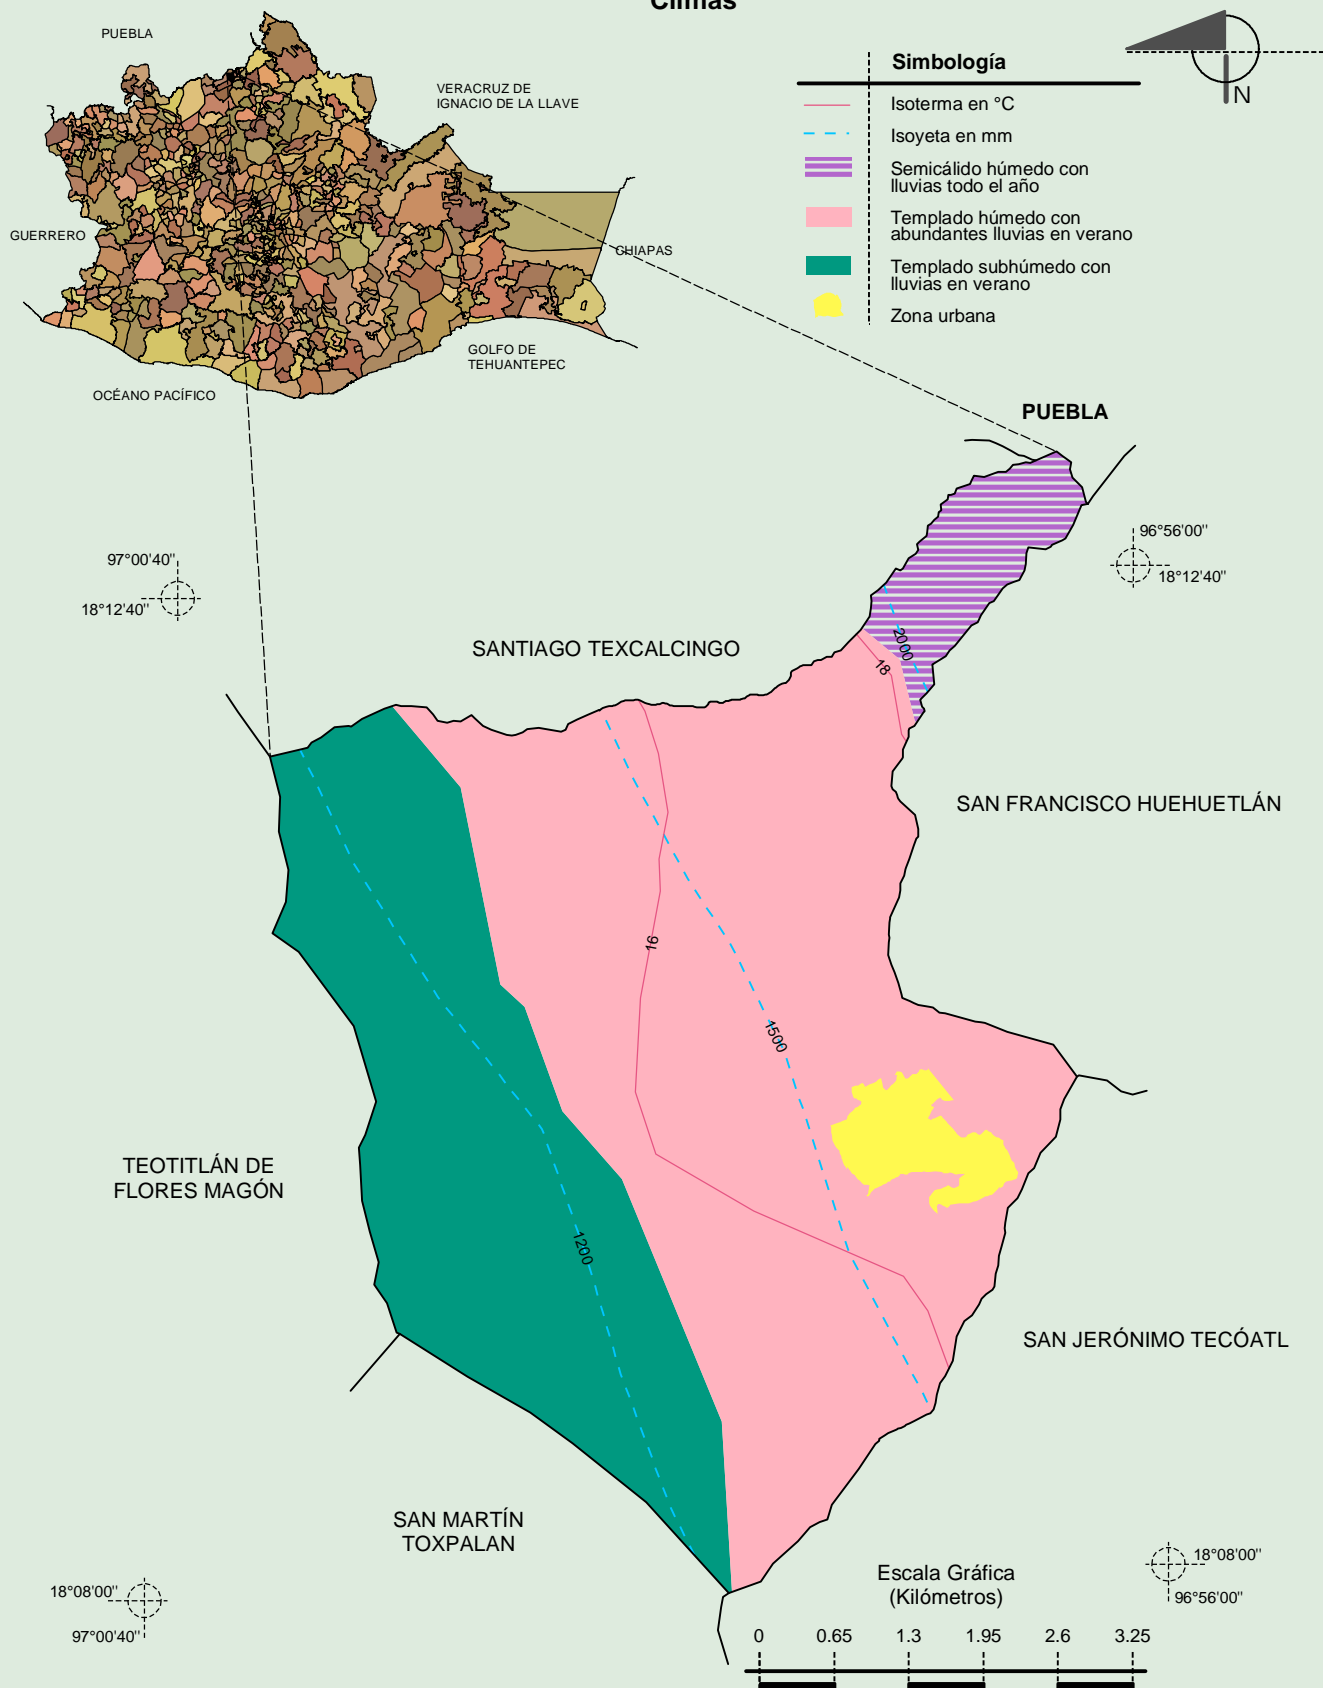 Climas
PUEBLA
VERACRUZ DE
IGNACIO DE LA LLAVE
GUERRERO
CHIAPAS
GOLFO DE
TEHUANTEPEC
OCÉANO PACÍFICO
Simbología
Isoterma en °C
Isoyeta en mm
Semicálido húmedo con
lluvias todo el año
Templado húmedo con
abundantes lluvias en verano
Templado subhúmedo con
lluvias en verano
Zona urbana
N
PUEBLA
97°00'40"
18°12'40"
96°56'00"
18°12'40"
SANTIAGO TEXCALCINGO
2000
18
SAN FRANCISCO HUEHUETLÁN
16
1500
TEOTITLÁN DE
FLORES MAGÓN
1200
SAN JERÓNIMO TECÓATL
SAN MARTÍN
TOXPALAN
18°08'00"
97°00'40"
18°08'00"
96°56'00"
Escala Gráfica
(Kilómetros)
0 0.65 1.3 1.95 2.6 3.25